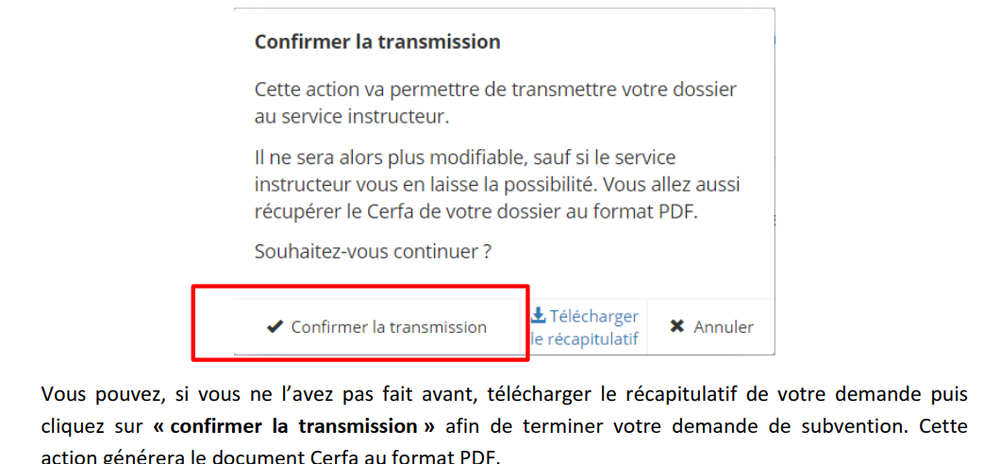 Confirmer la transmission
Cette action va permettre de transmettre votre dossier
au service instructeur.
Il ne sera alors plus modifiable, sauf si le service
instructeur vous en laisse la possibilité. Vous allez aussi
récupérer le Cerfa de votre dossier au format PDF.
Souhaitez-vous continuer ?
Confirmer la transmission
Télécharger
le récapitulatif
Annuler
Vous pouvez, si vous ne l’avez pas fait avant, télécharger le récapitulatif de votre demande puis
cliquez sur « confirmer la transmission » afin de terminer votre demande de subvention. Cette
action générera le document Cerfa au format PDF.